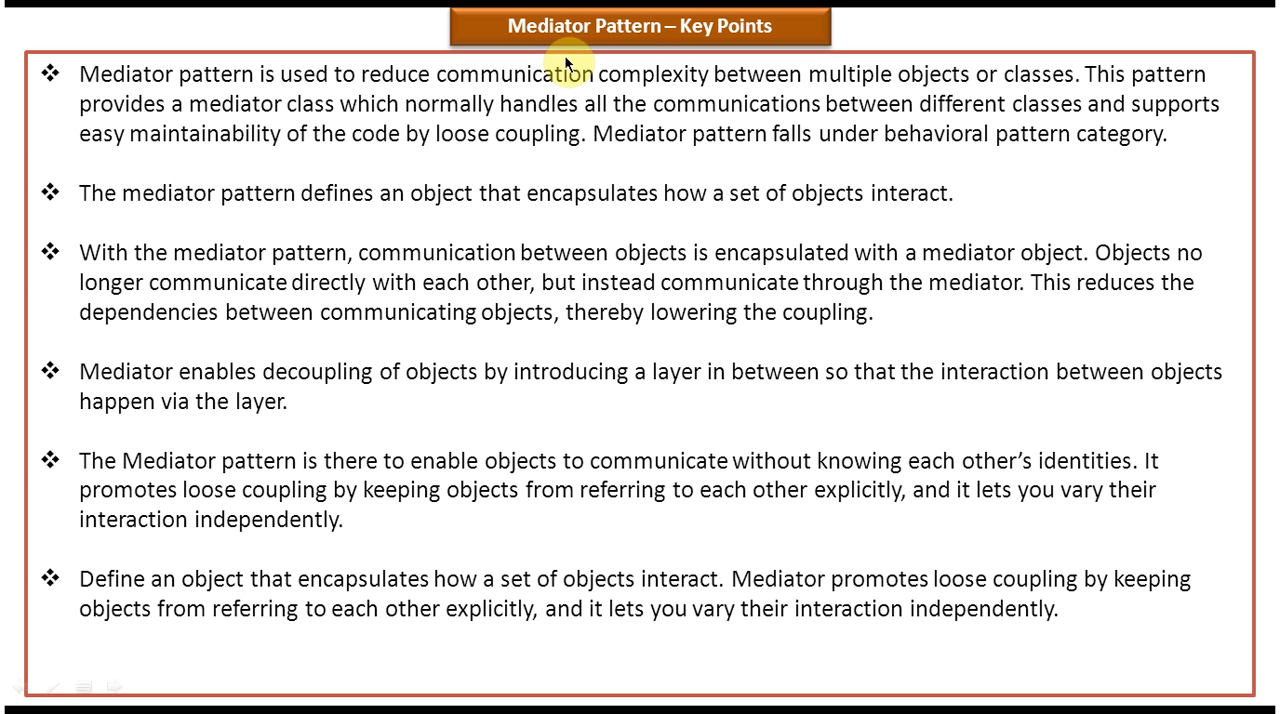 Mediator Pattern – Key Points
❖ Mediator pattern is used to reduce communication complexity between multiple objects or classes. This pattern
provides a mediator class which normally handles all the communications between different classes and supports
easy maintainability of the code by loose coupling. Mediator pattern falls under behavioral pattern category.
❖ The mediator pattern defines an object that encapsulates how a set of objects interact.
❖ With the mediator pattern, communication between objects is encapsulated with a mediator object. Objects no
longer communicate directly with each other, but instead communicate through the mediator. This reduces the
dependencies between communicating objects, thereby lowering the coupling.
❖ Mediator enables decoupling of objects by introducing a layer in between so that the interaction between objects
happen via the layer.
❖ The Mediator pattern is there to enable objects to communicate without knowing each other’s identities. It
promotes loose coupling by keeping objects from referring to each other explicitly, and it lets you vary their
interaction independently.
❖ Define an object that encapsulates how a set of objects interact. Mediator promotes loose coupling by keeping
objects from referring to each other explicitly, and it lets you vary their interaction independently.